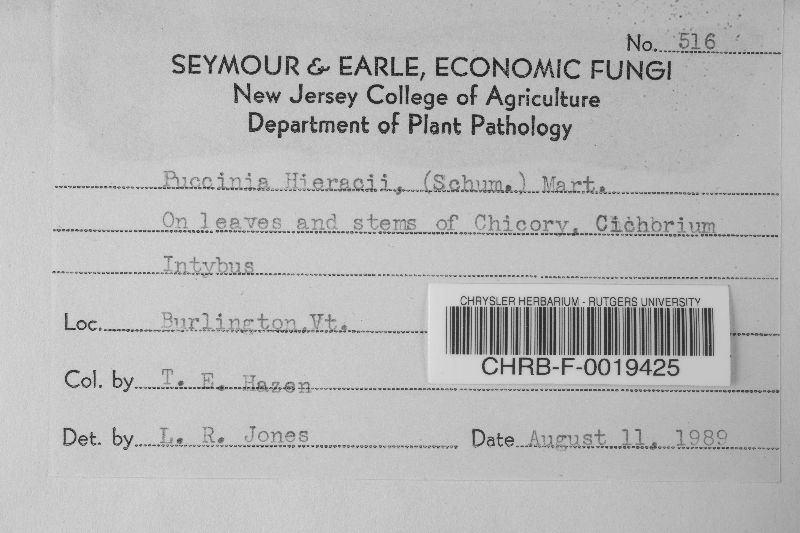 No. 516
SEYMOUR & EARLE, ECONOMIC FUNGI
New Jersey College of Agriculture
Department of Plant Pathology
Puccinia Hieracii, (Schum.) Mart.
On leaves and stems of Chicory, Cichbrium
Intybus
Loc. Burlington,Vt.
CHRYSLER HERBARIUM - RUTGERS UNIVERSITY
CHRB-F-0019425
Col. by T. E. Hazen
Det. by L. R. Jones Date August 11, 1989